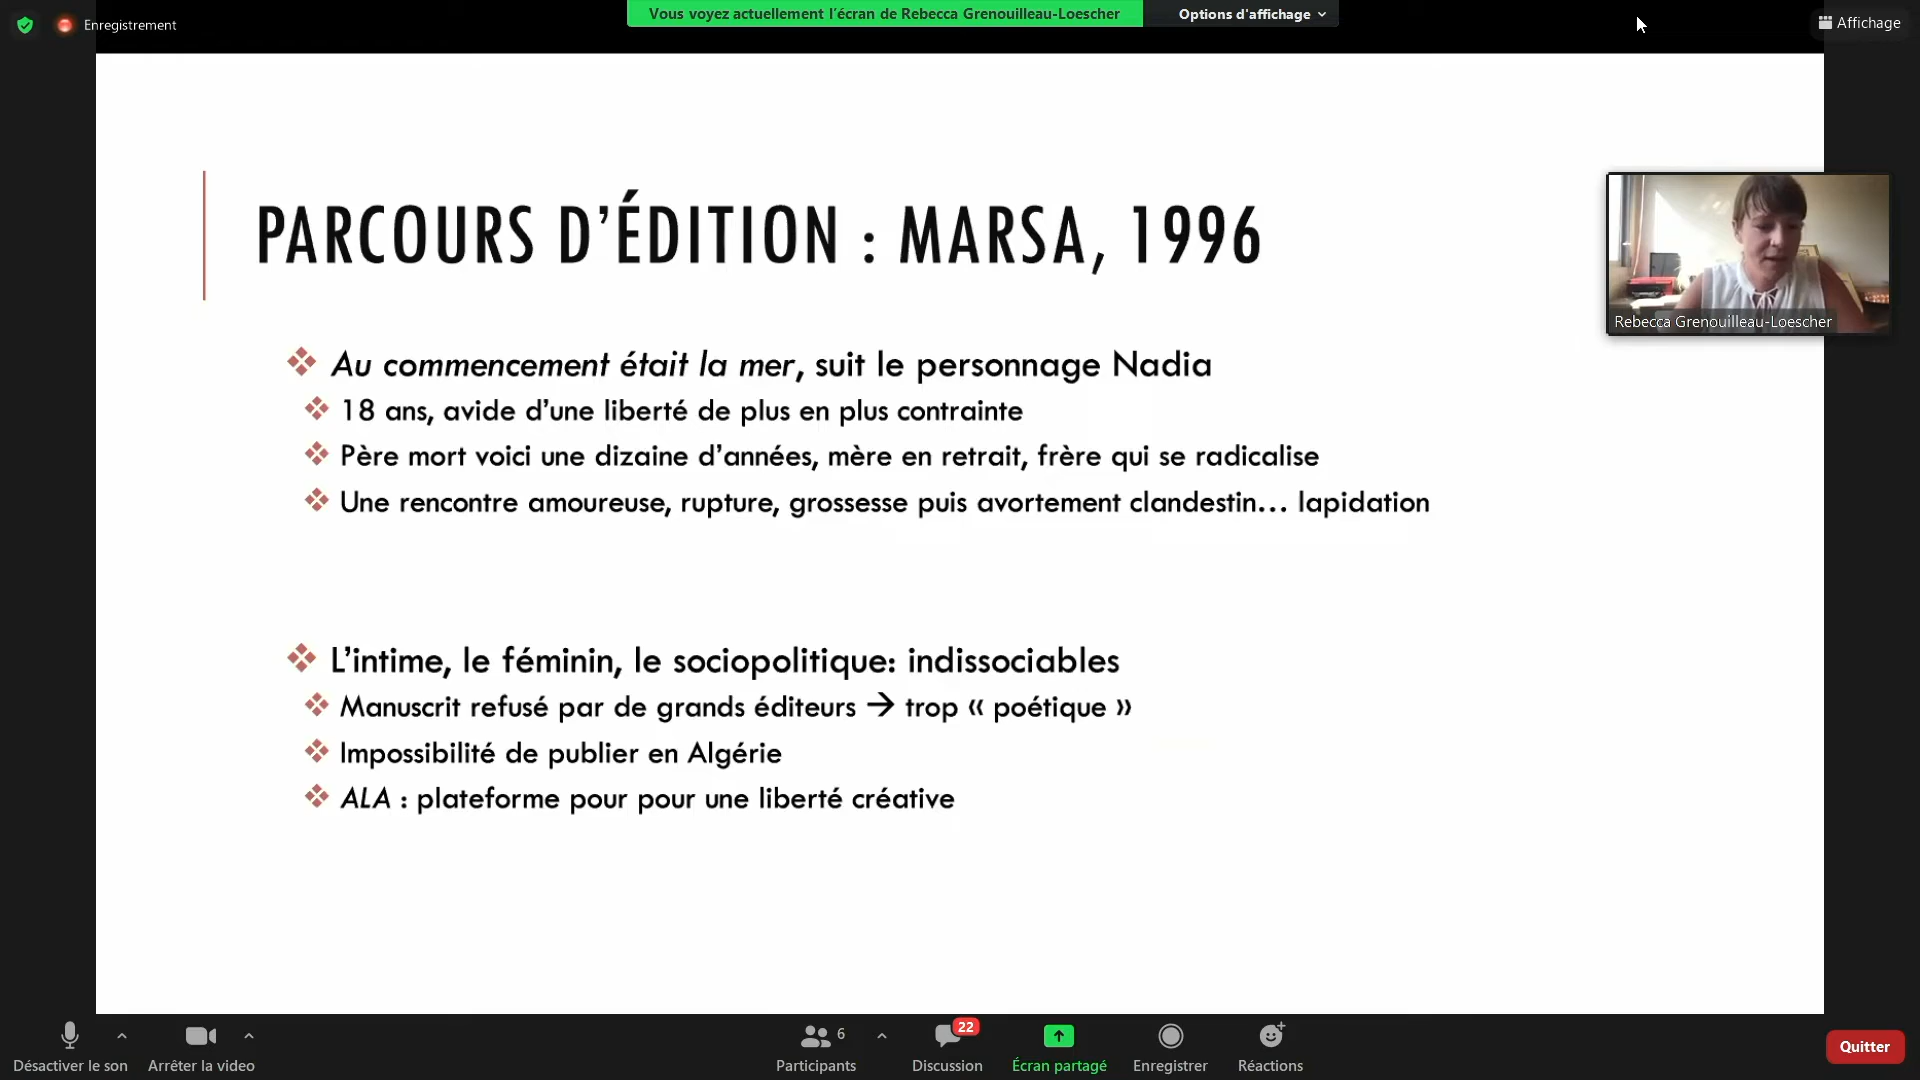 Enregistrement
Vous voyez actuellement l'écran de Rebecca Grenouilleau-Loescher
Options d'affichage
Affichage
PARCOURS D'ÉDITION : MARSA, 1996
Rebecca Grenouilleau-Loescher
Au commencement était la mer, suit le personnage Nadia
18 ans, avide d'une liberté de plus en plus contrainte
Père mort voici une dizaine d'années, mère en retrait, frère qui se radicalise
Une rencontre amoureuse, rupture, grossesse puis avortement clandestin… lapidation
L'intime, le féminin, le sociopolitique: indissociables
Manuscrit refusé par de grands éditeurs → trop « poétique »
Impossibilité de publier en Algérie
ALA : plateforme pour pour une liberté créative
Désactiver le son
Arrêter la video
6
Participants
22
Discussion
Écran partagé
Enregistrer
Réactions
Quitter